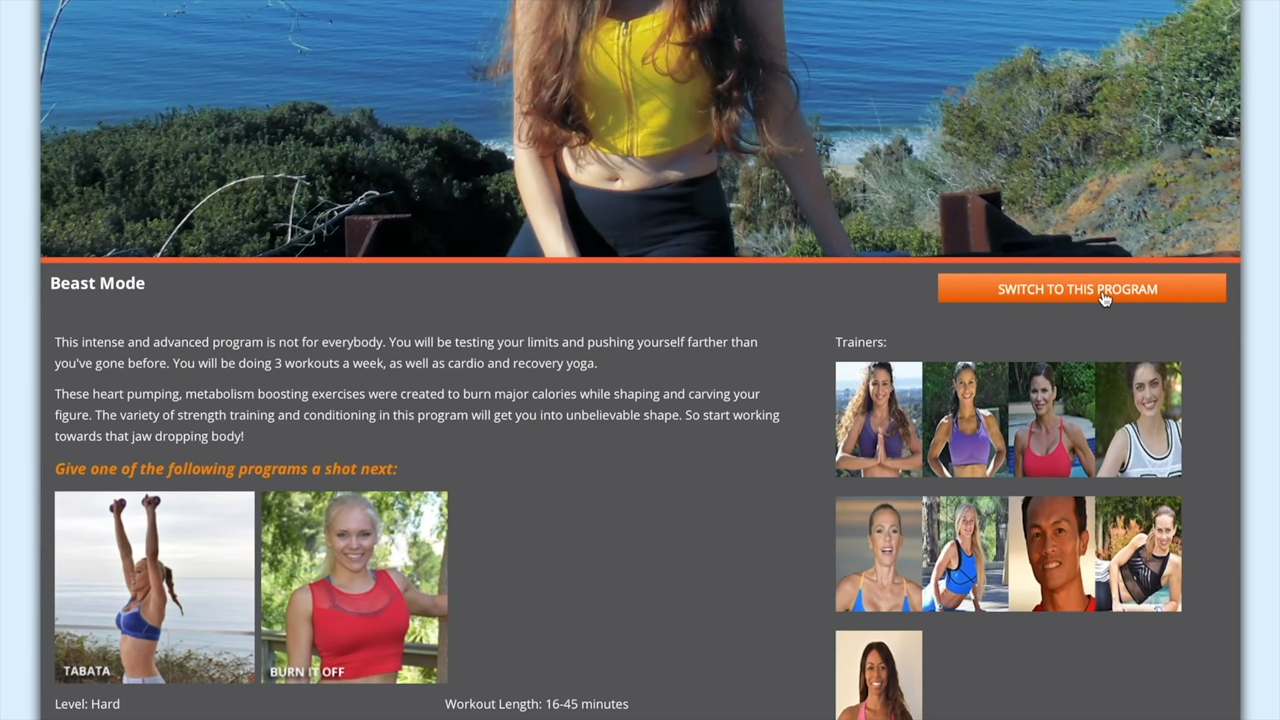 Beast Mode
SWITCH TO THIS PROGRAM
This intense and advanced program is not for everybody. You will be testing your limits and pushing yourself farther than
you've gone before. You will be doing 3 workouts a week, as well as cardio and recovery yoga.
These heart pumping, metabolism boosting exercises were created to burn major calories while shaping and carving your
figure. The variety of strength training and conditioning in this program will get you into unbelievable shape. So start working
towards that jaw dropping body!
Give one of the following programs a shot next:
TABATA
BURN IT OFF
Level: Hard
Workout Length: 16-45 minutes
Trainers: